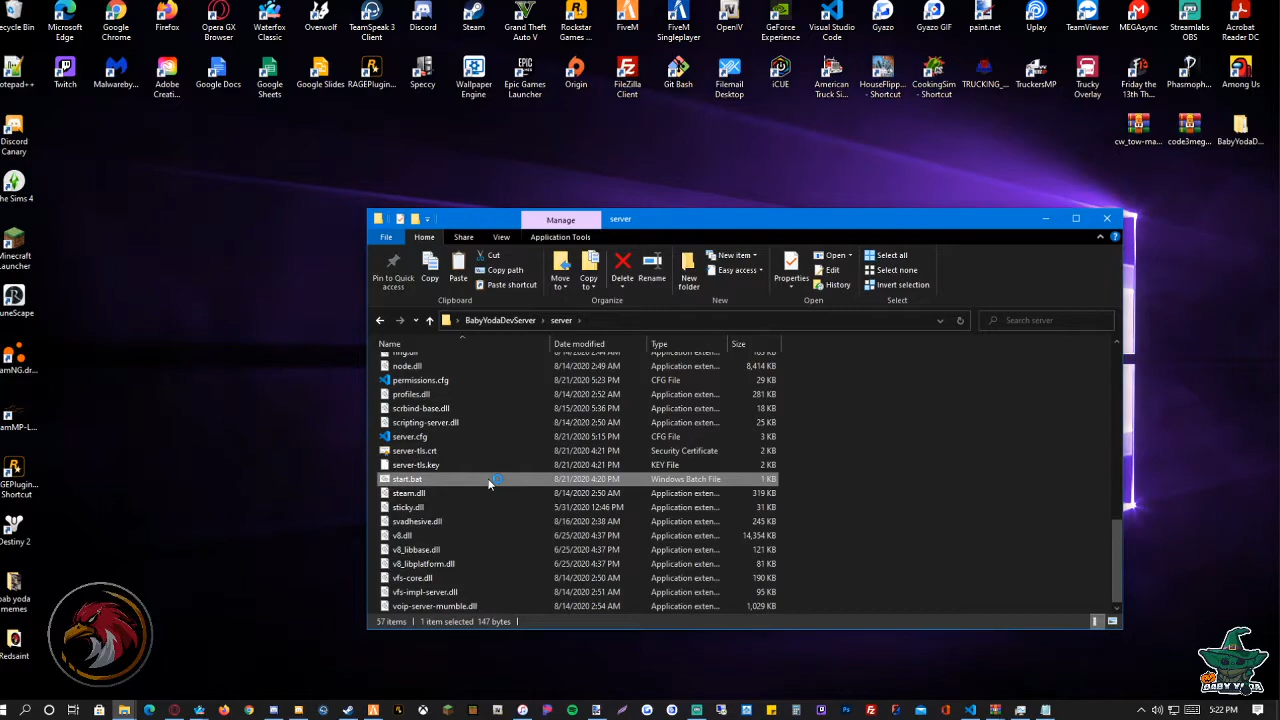 Recycle Bin
Microsoft Edge
Google Chrome
Firefox
Opera GX Browser
Waterfox Classic
Overwolf
TeamSpeak 3 Client
Discord
Steam
Grand Theft Auto V
Rockstar Games ...
FiveM
FiveM Singleplayer
OpenIV
GeForce Experience
Visual Studio Code
Gyazo
Gyazo GIF
paint.net
Uplay
TeamViewer
MEGAsync
Streamlabs OBS
Acrobat Reader DC
Notepad++
Twitch
Malwareby...
Adobe Creati...
Google Docs
Google Sheets
Google Slides
RAGEPlugin...
Speccy
Wallpaper Engine
Epic Games Launcher
Origin
FileZilla Client
Git Bash
Filemail Desktop
iCUE
American Truck Si...
HouseFlipp... - Shortcut
CookingSim - Shortcut
TRUCKING_...
TruckersMP
Trucky Overlay
Friday the 13th Th...
Phasmoph...
Among Us
Discord Canary
cw_tow-ma...
code3meg...
BabyYodaD...
The Sims 4
Minecraft Launcher
RuneScape
BeamNG.dr...
BeamMP-L...
RAGEPlugin... - Shortcut
Destiny 2
bab yoda memes
Redsaint
Manage
server
File
Home
Share
View
Application Tools
Pin to Quick access
Copy
Paste
Cut
Copy path
Paste shortcut
Move to
Copy to
Delete
Rename
New folder
New item
Easy access
Properties
Open
Edit
History
Select all
Select none
Invert selection
Clipboard
Organize
New
Open
Select
BabyYodaDevServer › server ›
Search server
Name Date modified Type Size
node.dll 8/14/2020 2:49 AM Application exten... 8,414 KB
permissions.cfg 8/21/2020 5:23 PM CFG File 29 KB
profiles.dll 8/14/2020 2:52 AM Application exten... 281 KB
scrbind-base.dll 8/15/2020 5:36 AM Application exten... 18 KB
scripting-server.dll 8/14/2020 2:50 AM Application exten... 25 KB
server.cfg 8/21/2020 5:15 PM CFG File 3 KB
server-tls.crt 8/21/2020 4:21 PM Security Certificate 2 KB
server-tls.key 8/21/2020 4:21 PM KEY File 2 KB
start.bat 8/21/2020 4:20 PM Windows Batch File 1 KB
steam.dll 8/14/2020 2:50 AM Application exten... 319 KB
sticky.dll 5/31/2020 12:46 PM Application exten... 31 KB
svadhesive.dll 8/16/2020 2:38 AM Application exten... 245 KB
v8.dll 6/25/2020 4:37 PM Application exten... 14,354 KB
v8_libbase.dll 6/25/2020 4:37 PM Application exten... 121 KB
v8_libplatform.dll 6/25/2020 4:37 PM Application exten... 81 KB
vfs-core.dll 8/14/2020 2:50 AM Application exten... 190 KB
vfs-impl-server.dll 8/14/2020 2:51 AM Application exten... 95 KB
voip-server-mumble.dll 8/14/2020 2:54 AM Application exten... 1,029 KB
57 items 1 item selected 147 bytes
BABY YODA
5:22 PM